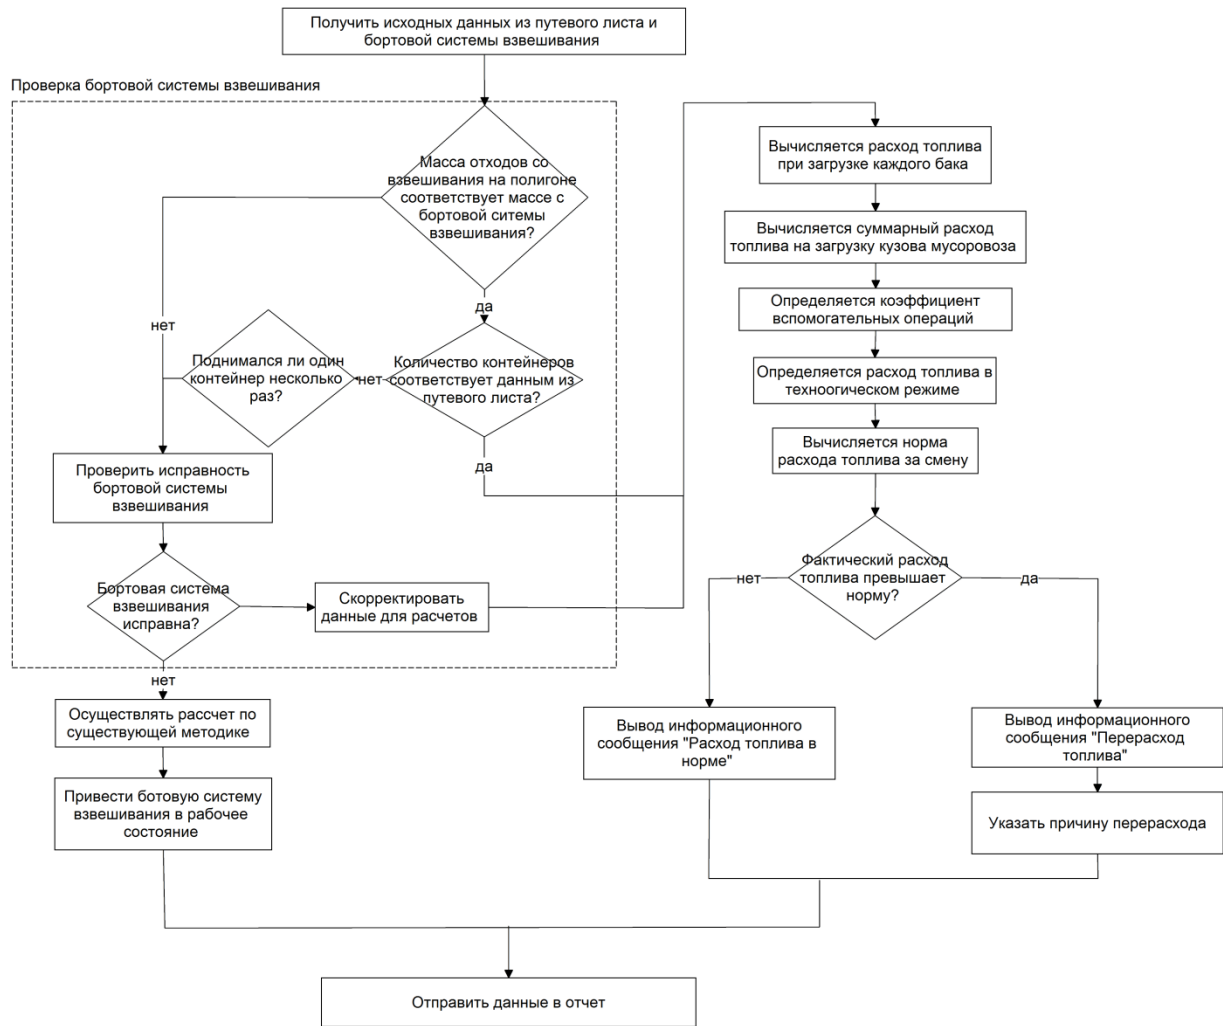 Получить исходных данных из путевого листа и
бортовой системы взвешивания
Проверка бортовой системы взвешивания
Масса отходов со
взвешивания на полигоне
соответствует массе с
бортовой ситемы
взвешивания?
нет
да
Поднимался ли один
контейнер несколько
раз?
нет
Количество контейнеров
соответствует данным из
путевого листа?
да
Проверить исправность
бортовой системы
взвешивания
Бортовая система
взвешивания
исправна?
Скорректировать
данные для расчетов
нет
Осуществлять рассчет по
существующей методике
Привести ботовую систему
взвешивания в рабочее
состояние
Вычисляется расход топлива
при загрузке каждого бака
Вычисляется суммарный расход
топлива на загрузку кузова мусоровоза
Определяется коэффициент
вспомогательных операций
Определяется расход топлива в
техноогическом режиме
Вычисляется норма
расхода топлива за смену
Фактический расход
топлива превышает
норму?
нет
да
Вывод информационного
сообщения "Расход топлива в
норме"
Вывод информационного
сообщения "Перерасход
топлива"
Указать причину перерасхода
Отправить данные в отчет